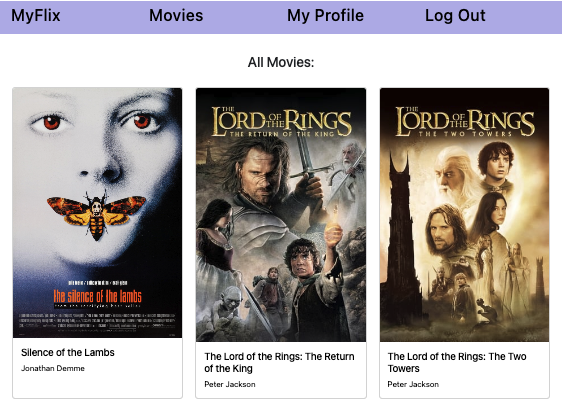 MyFlix Movies My Profile Log Out
All Movies:
the silence of the lambs
THE
LORD OF THE RINGS
THE RETURN OF THE KING
THE
LORD OF THE RINGS
THE TWO TOWERS
Silence of the Lambs
Jonathan Demme
The Lord of the Rings: The Return
of the King
Peter Jackson
The Lord of the Rings: The Two
Towers
Peter Jackson